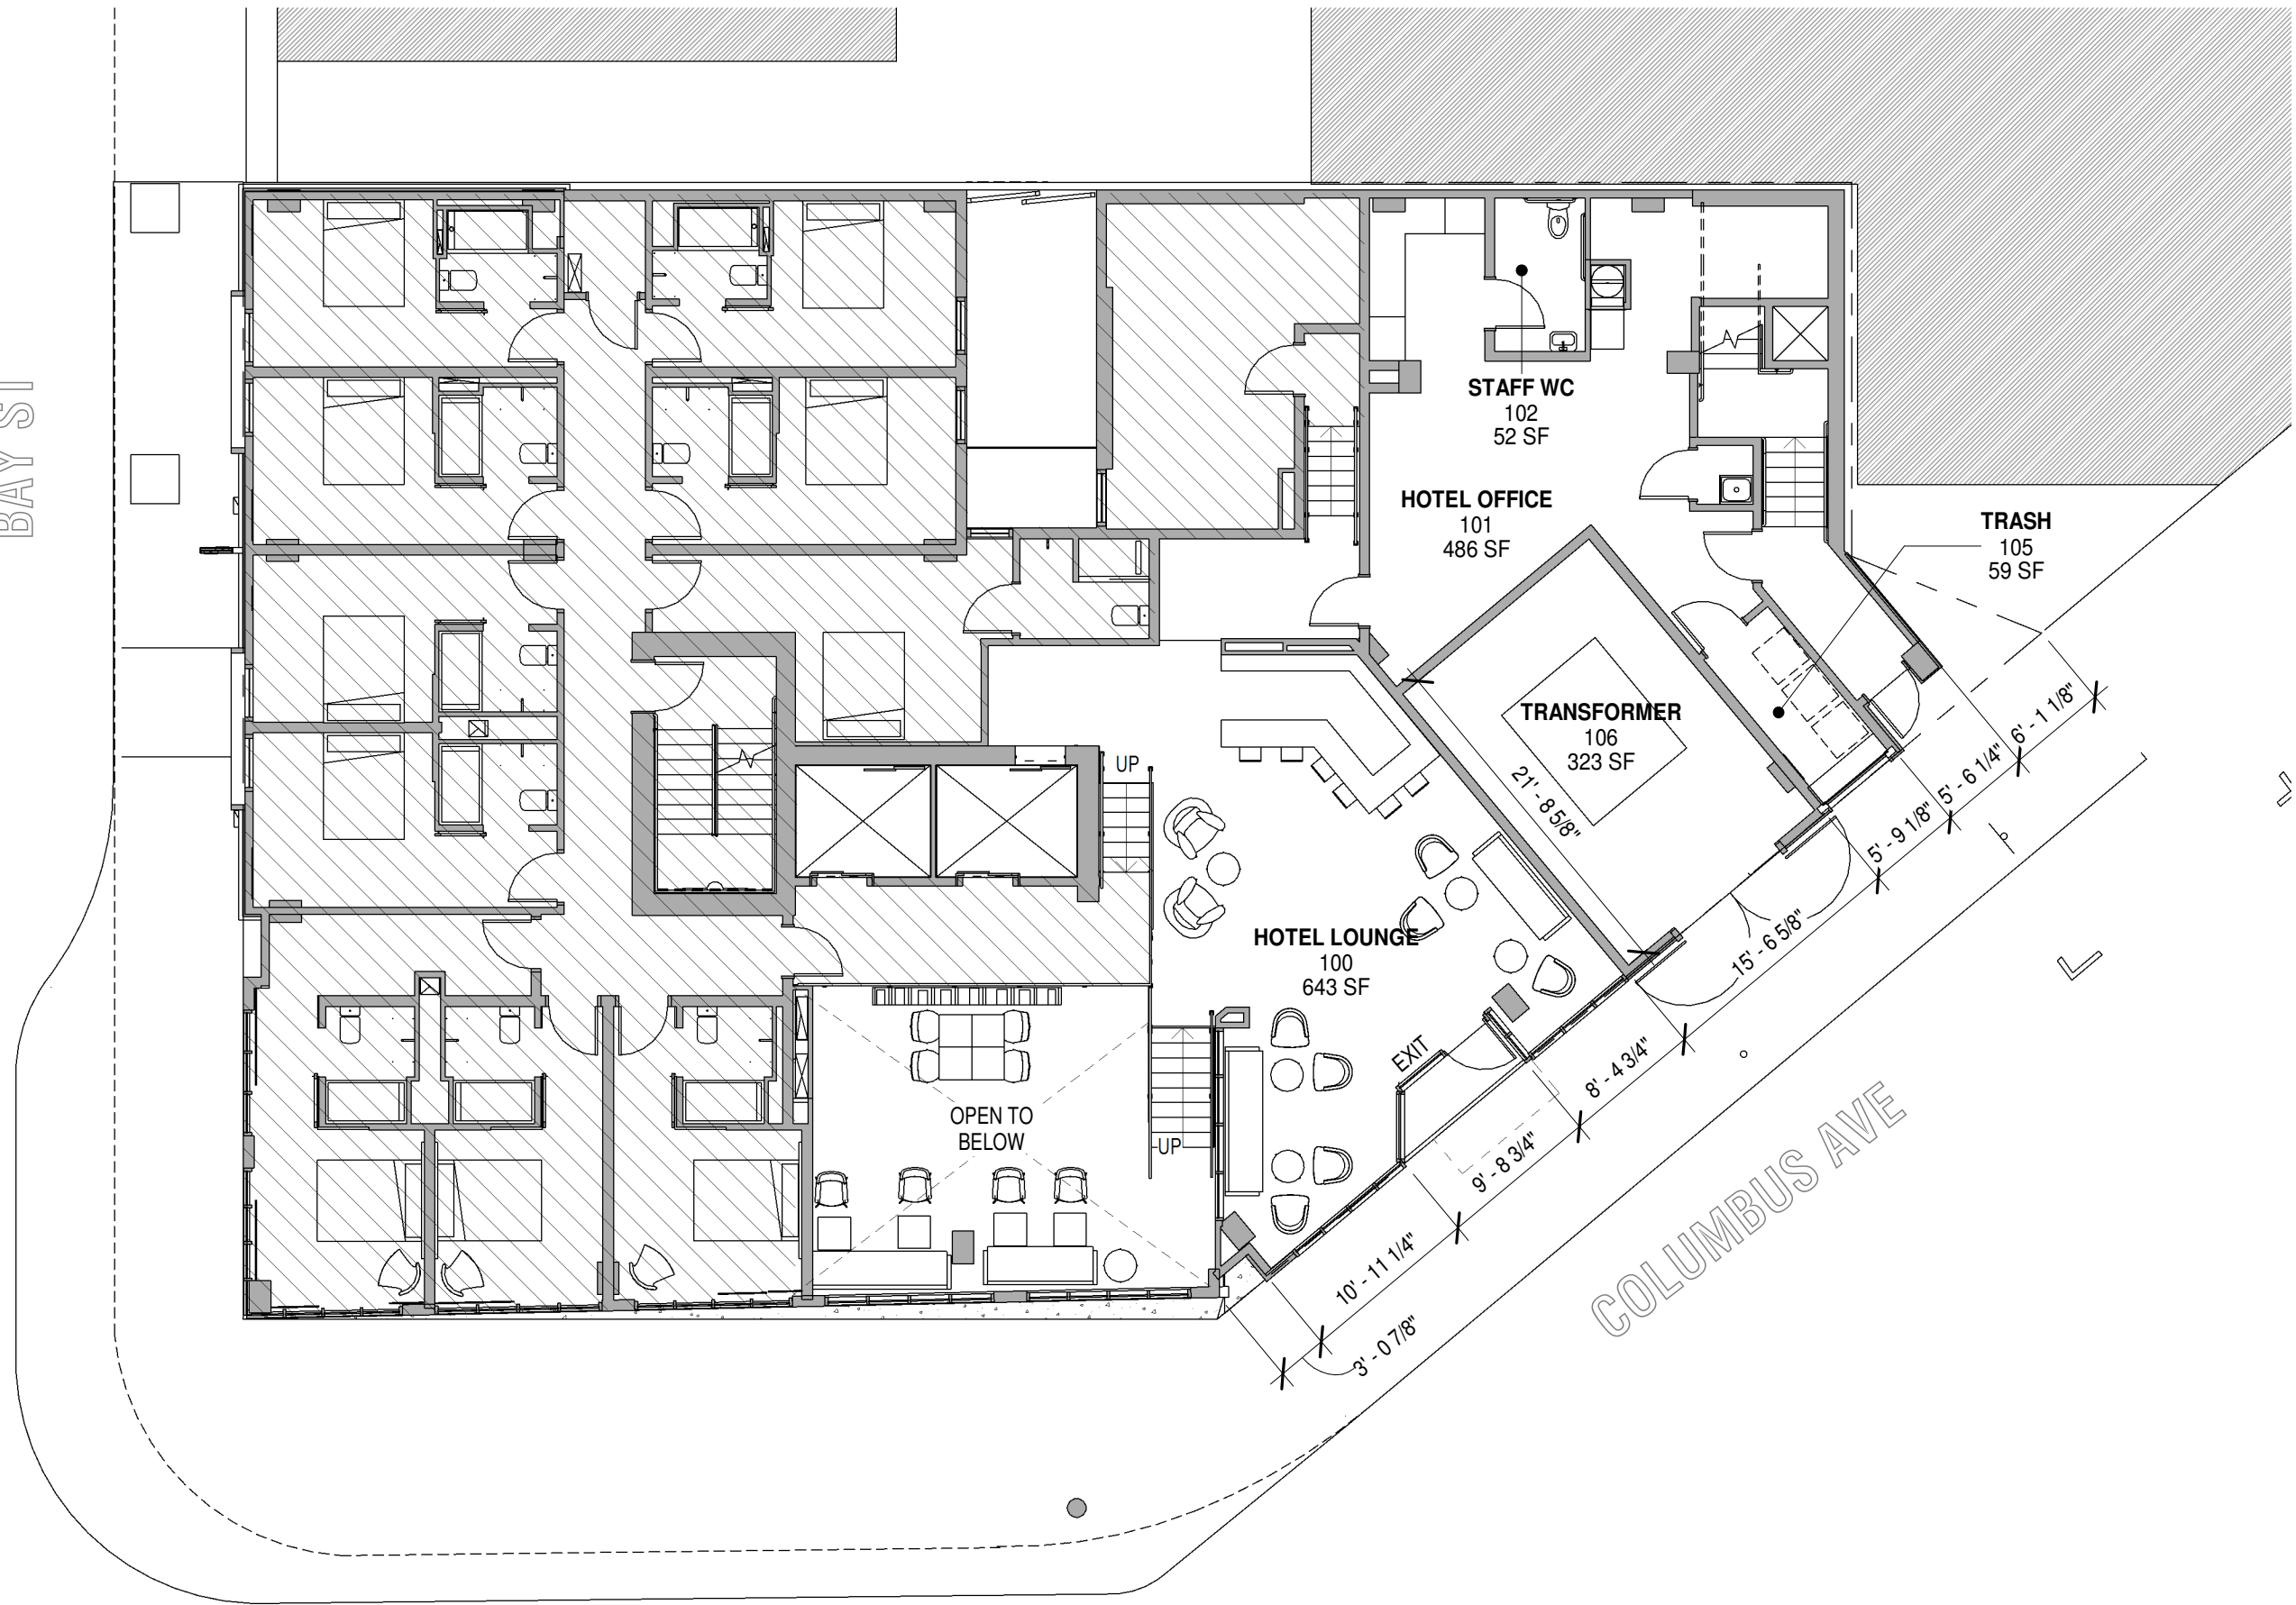 BAY ST
STAFF WC
102
52 SF
HOTEL OFFICE
101
486 SF
TRASH
105
59 SF
TRANSFORMER
106
323 SF
UP
21' - 8 5/8"
6' - 1 1/8"
5' - 6 1/4"
5' - 9 1/8"
15' - 6 5/8"
HOTEL LOUNGE
100
643 SF
EXIT
8' - 4 3/4"
OPEN TO
BELOW
UP
9' - 8 3/4"
10' - 11 1/4"
3' - 0 7/8"
COLUMBUS AVE